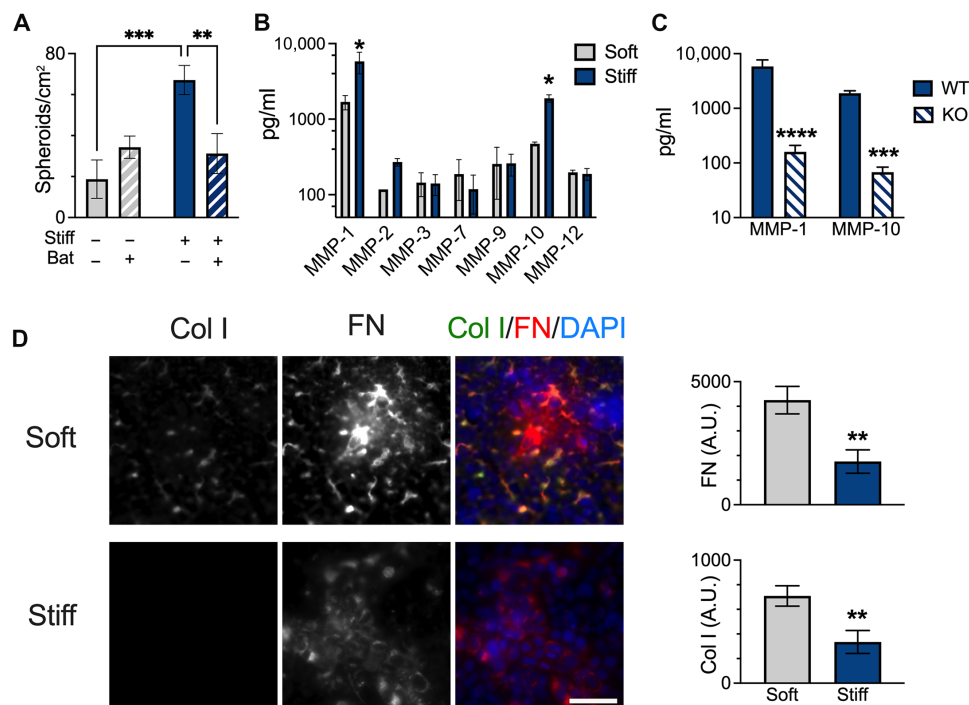 A
***
**
Spheroids/cm²
80
40
0
Stiff – – + +
Bat – + – +
B
10,000
1000
100
pg/ml
*
*
Soft
Stiff
MMP-1
MMP-2
MMP-3
MMP-7
MMP-9
MMP-10
MMP-12
C
10,000
1000
100
10
pg/ml
****
***
WT
KO
MMP-1
MMP-10
D
Col I
FN
Col I/FN/DAPI
Soft
Stiff
5000
0
FN (A.U.)
**
1000
0
Col I (A.U.)
**
Soft
Stiff